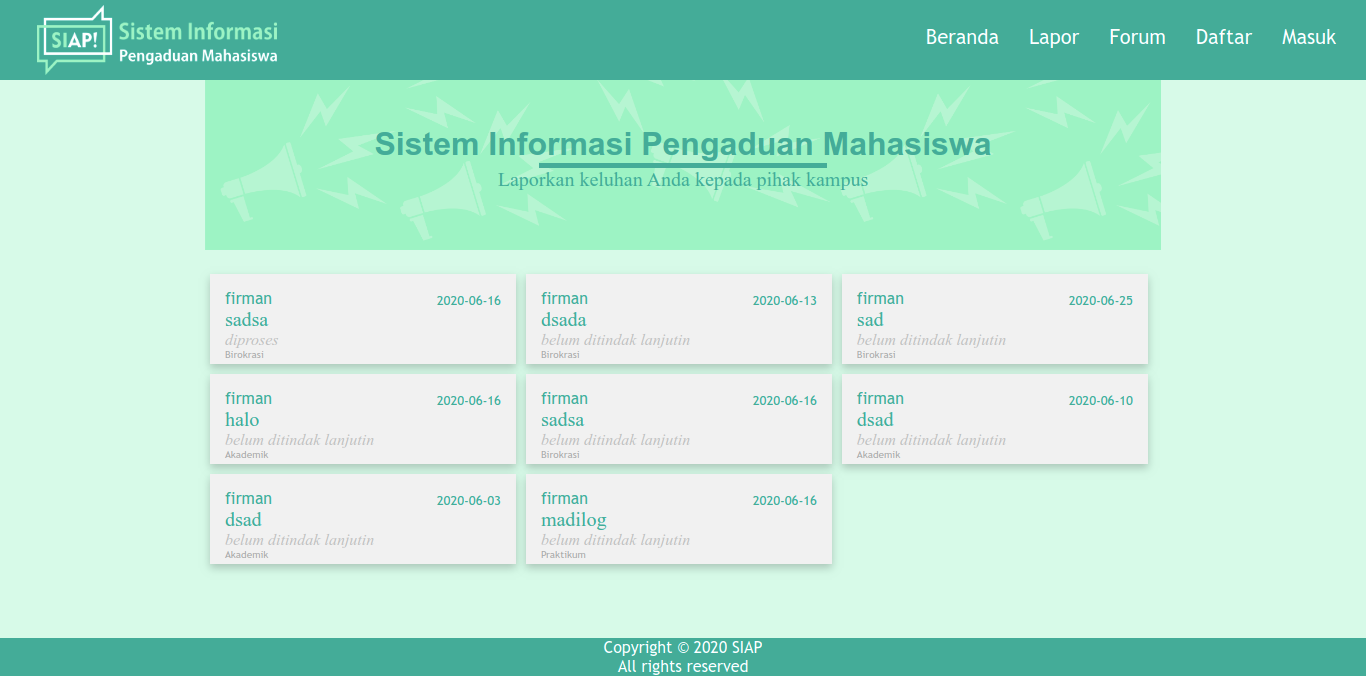 SIAP! Sistem Informasi
Pengaduan Mahasiswa
Beranda Lapor Forum Daftar Masuk
Sistem Informasi Pengaduan Mahasiswa
Laporkan keluhan Anda kepada pihak kampus
firman 2020-06-16
sadsa
diproses
Birokrasi
firman 2020-06-13
dsada
belum ditindak lanjutin
Birokrasi
firman 2020-06-25
sad
belum ditindak lanjutin
Birokrasi
firman 2020-06-16
halo
belum ditindak lanjutin
Akademik
firman 2020-06-16
sadsa
belum ditindak lanjutin
Birokrasi
firman 2020-06-10
dsad
belum ditindak lanjutin
Akademik
firman 2020-06-03
dsad
belum ditindak lanjutin
Akademik
firman 2020-06-16
madilog
belum ditindak lanjutin
Praktikum
Copyright © 2020 SIAP
All rights reserved